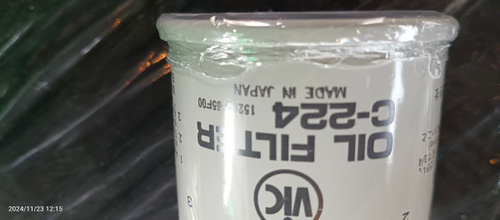 VIC
OIL FILTER
C-224
MADE IN JAPAN
2024/11/23 12:15